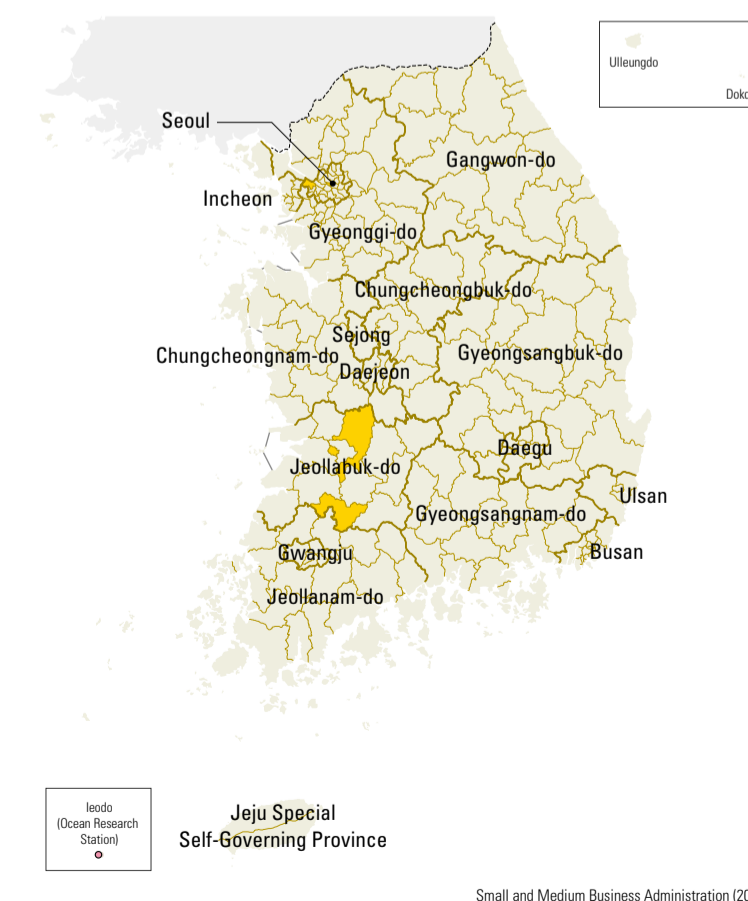 Ulleungdo
Seoul
Gangwon-do
Incheon
Gyeonggi-do
Chungcheongbuk-do
Sejong
Chungcheongnam-do
Gyeongsangbuk-do
Daejeon
Daegu
Jeollabuk-do
Ulsan
Gyeongsangnam-do
Gwangju
Busan
Jeollanam-do
Ieodo
(Ocean Research
Station)
Jeju Special
Self-Governing Province
Small and Medium Business Administration (20